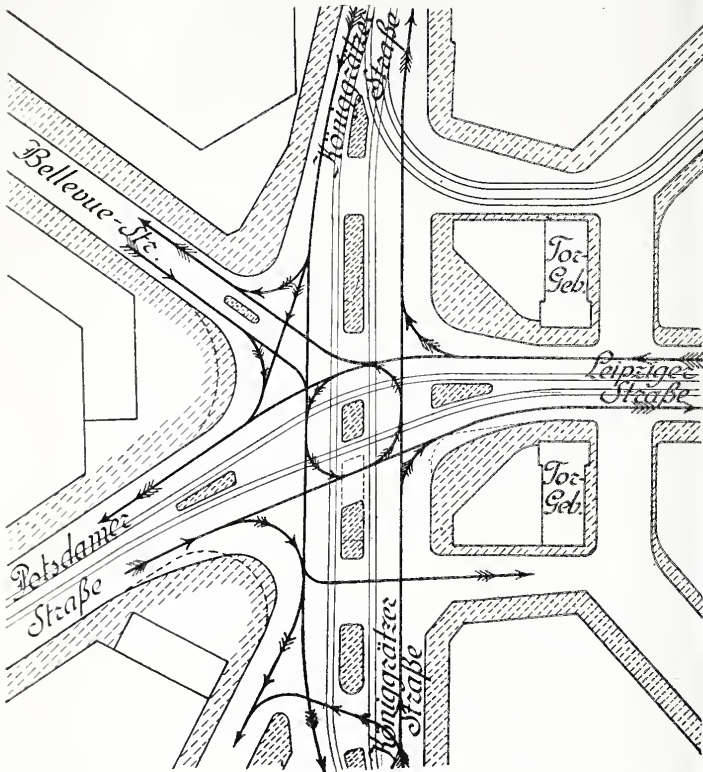 Königgrätzer
Straße
Bellevue-Str.
Tor-
Geb.
Leipziger
Straße
Tor-
Geb.
Potsdamer
Straße
Königgrätzer
Straße